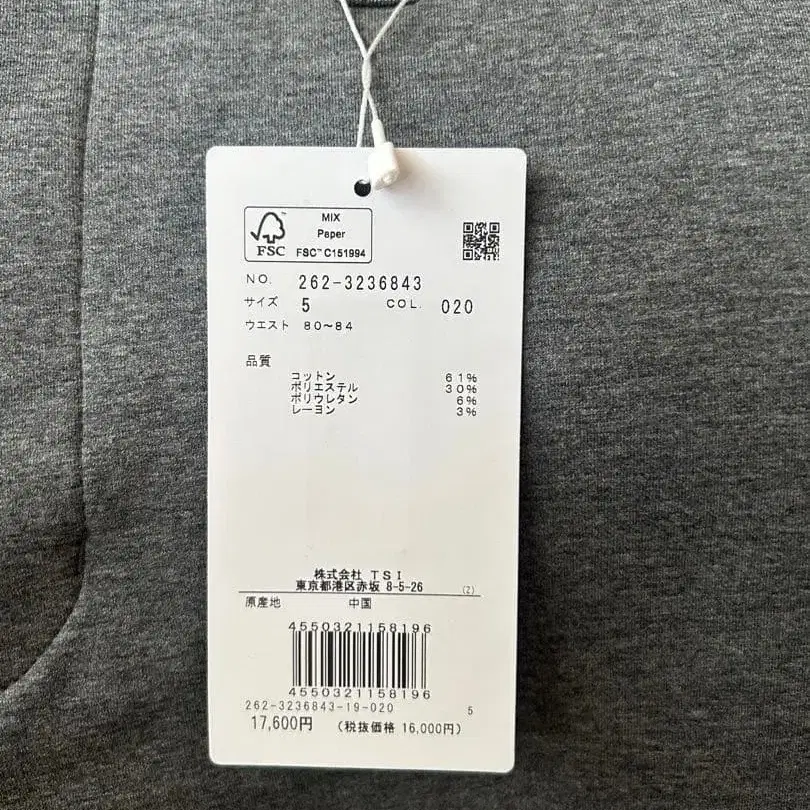 MIX
Paper
FSC™ C151994
FSC
NO. 262-3236843
サイズ 5 COL. 020
ウエスト 80～84
品質
コットン 61%
ポリエステル 30%
ポリウレタン 6%
レーヨン 3%
株式会社 TSI
東京都港区赤坂 8-5-26 (Z)
原産地 中国
4550321158196
4550321158196
262-3236843-19-020 5
17,600円 (税抜価格 16,000円)